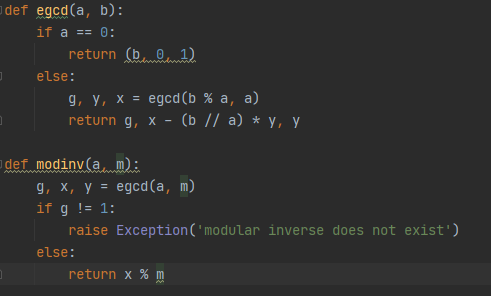 def egcd(a, b):
    if a == 0:
        return (b, 0, 1)
    else:
        g, y, x = egcd(b % a, a)
        return g, x - (b // a) * y, y

def modinv(a, m):
    g, x, y = egcd(a, m)
    if g != 1:
        raise Exception('modular inverse does not exist')
    else:
        return x % m